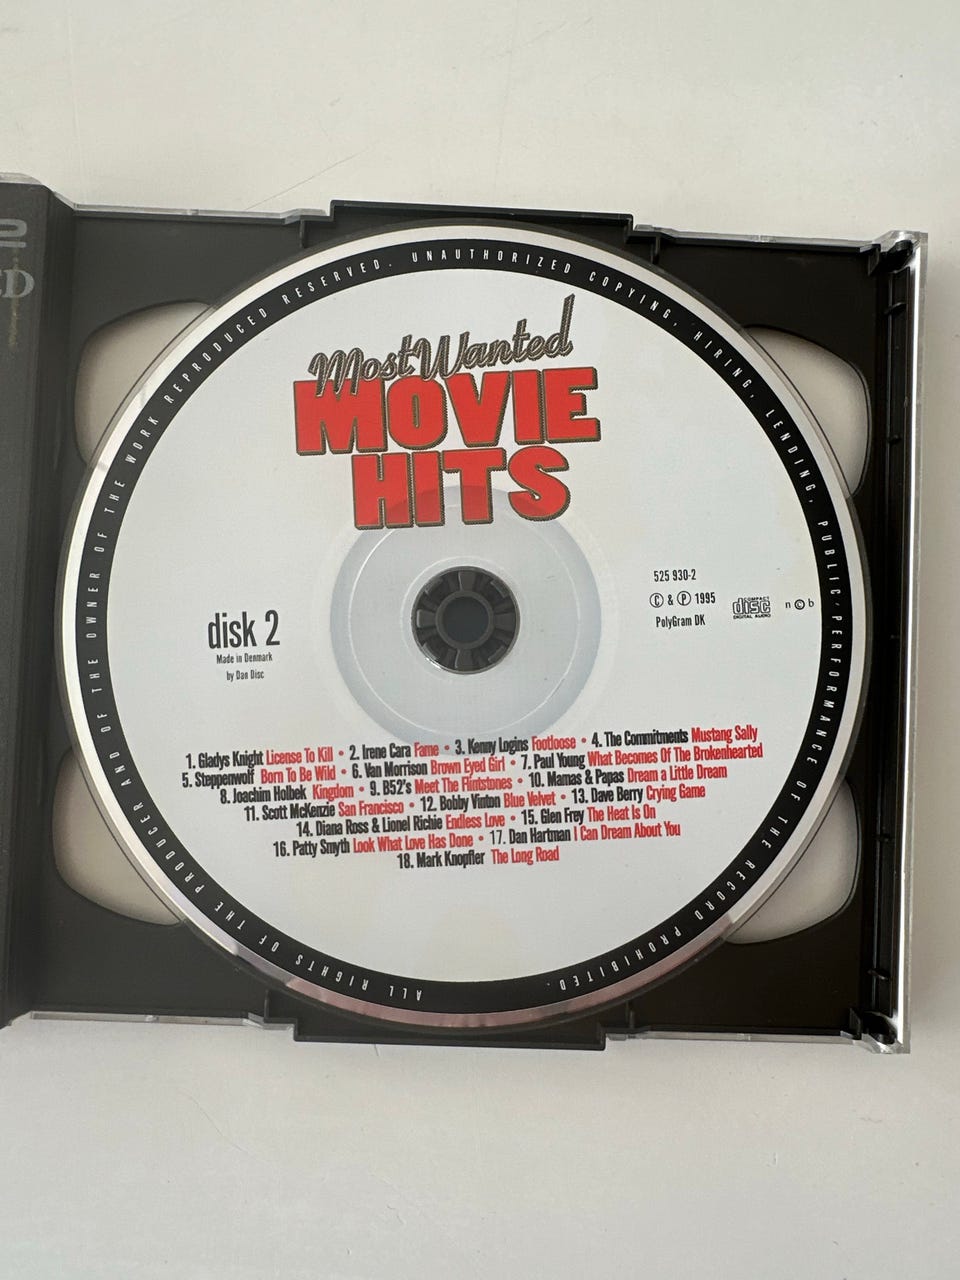 2
CD
ALL RIGHTS OF THE PRODUCER AND OF THE OWNER OF THE WORK REPRODUCED RESERVED. UNAUTHORIZED COPYING, HIRING, LENDING, PUBLIC PERFORMANCE OF THE RECORD PROHIBITED.
Most Wanted
MOVIE
HITS
525 930-2
Ⓒ & Ⓟ 1995
PolyGram DK
COMPACT
disc
DIGITAL AUDIO
n©b
disk 2
Made in Denmark
by Dan Disc
1. Gladys Knight License To Kill • 2. Irene Cara Fame • 3. Kenny Logins Footloose • 4. The Commitments Mustang Sally
5. Steppenwolf Born To Be Wild • 6. Van Morrison Brown Eyed Girl • 7. Paul Young What Becomes Of The Brokenhearted
8. Joachim Holbek Kingdom • 9. B52's Meet The Flintstones • 10. Mamas & Papas Dream a Little Dream
11. Scott McKenzie San Francisco • 12. Bobby Vinton Blue Velvet • 13. Dave Berry Crying Game
14. Diana Ross & Lionel Richie Endless Love • 15. Glen Frey The Heat Is On
16. Patty Smyth Look What Love Has Done • 17. Dan Hartman I Can Dream About You
18. Mark Knopfler The Long Road